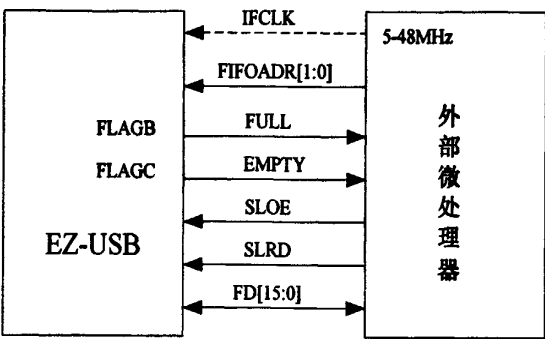 IFCLK
5-48MHz
FIFOADR[1:0]
FLAGB
FULL
FLAGC
EMPTY
SLOE
EZ-USB
SLRD
FD[15:0]
外部微处理器